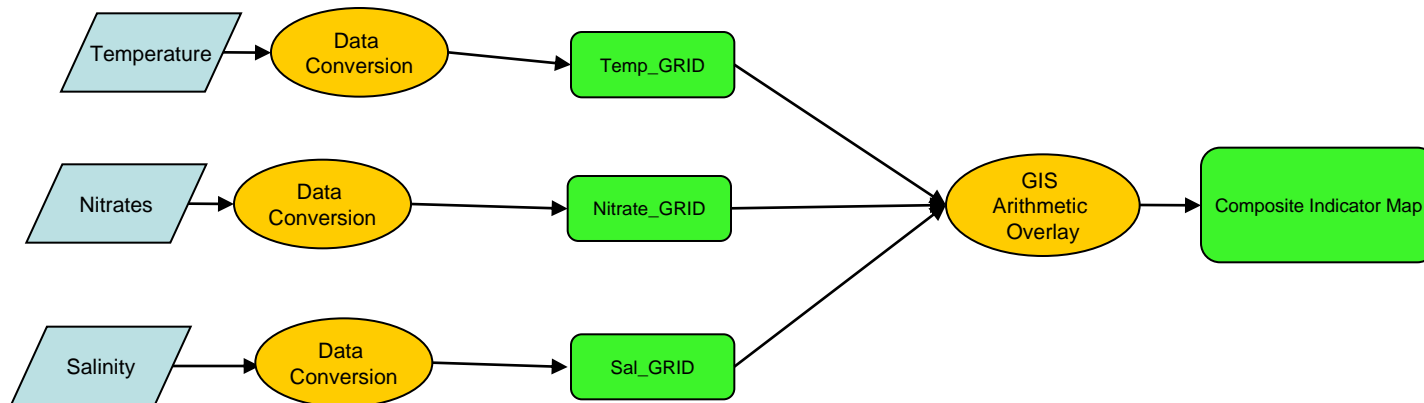 Temperature
Data
Conversion
Temp_GRID
Nitrates
Data
Conversion
Nitrate_GRID
GIS
Arithmetic
Overlay
Composite Indicator Map
Salinity
Data
Conversion
Sal_GRID